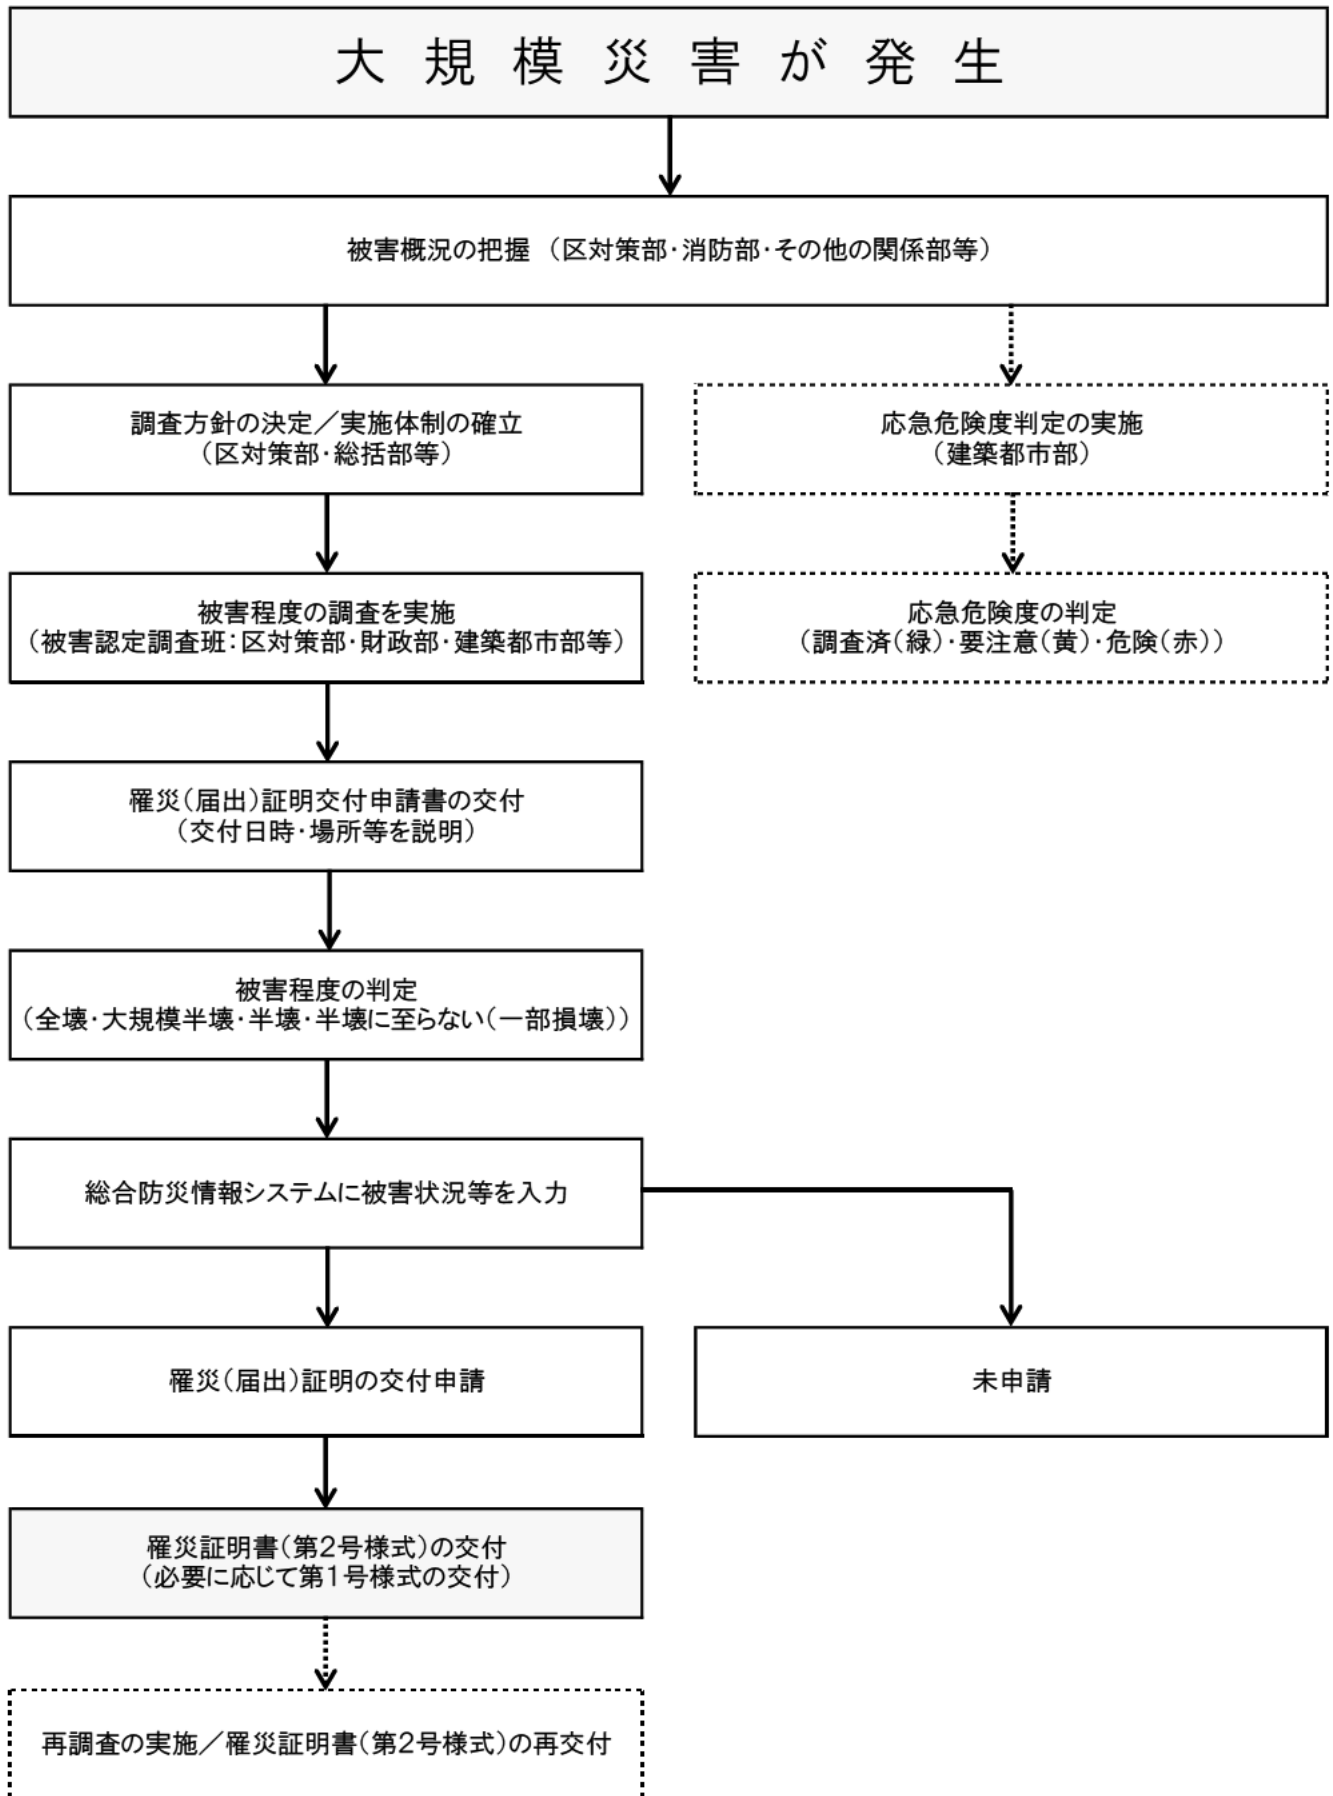 大規模災害が発生
被害概況の把握 （区対策部・消防部・その他の関係部等）
調査方針の決定／実施体制の確立
（区対策部・総括部等）
応急危険度判定の実施
（建築都市部）
被害程度の調査を実施
（被害認定調査班：区対策部・財政部・建築都市部等）
応急危険度の判定
（調査済（緑）・要注意（黄）・危険（赤））
罹災（届出）証明交付申請書の交付
（交付日時・場所等を説明）
被害程度の判定
（全壊・大規模半壊・半壊・半壊に至らない（一部損壊））
総合防災情報システムに被害状況等を入力
罹災（届出）証明の交付申請
未申請
罹災証明書（第２号様式）の交付
（必要に応じて第１号様式の交付）
再調査の実施／罹災証明書（第２号様式）の再交付